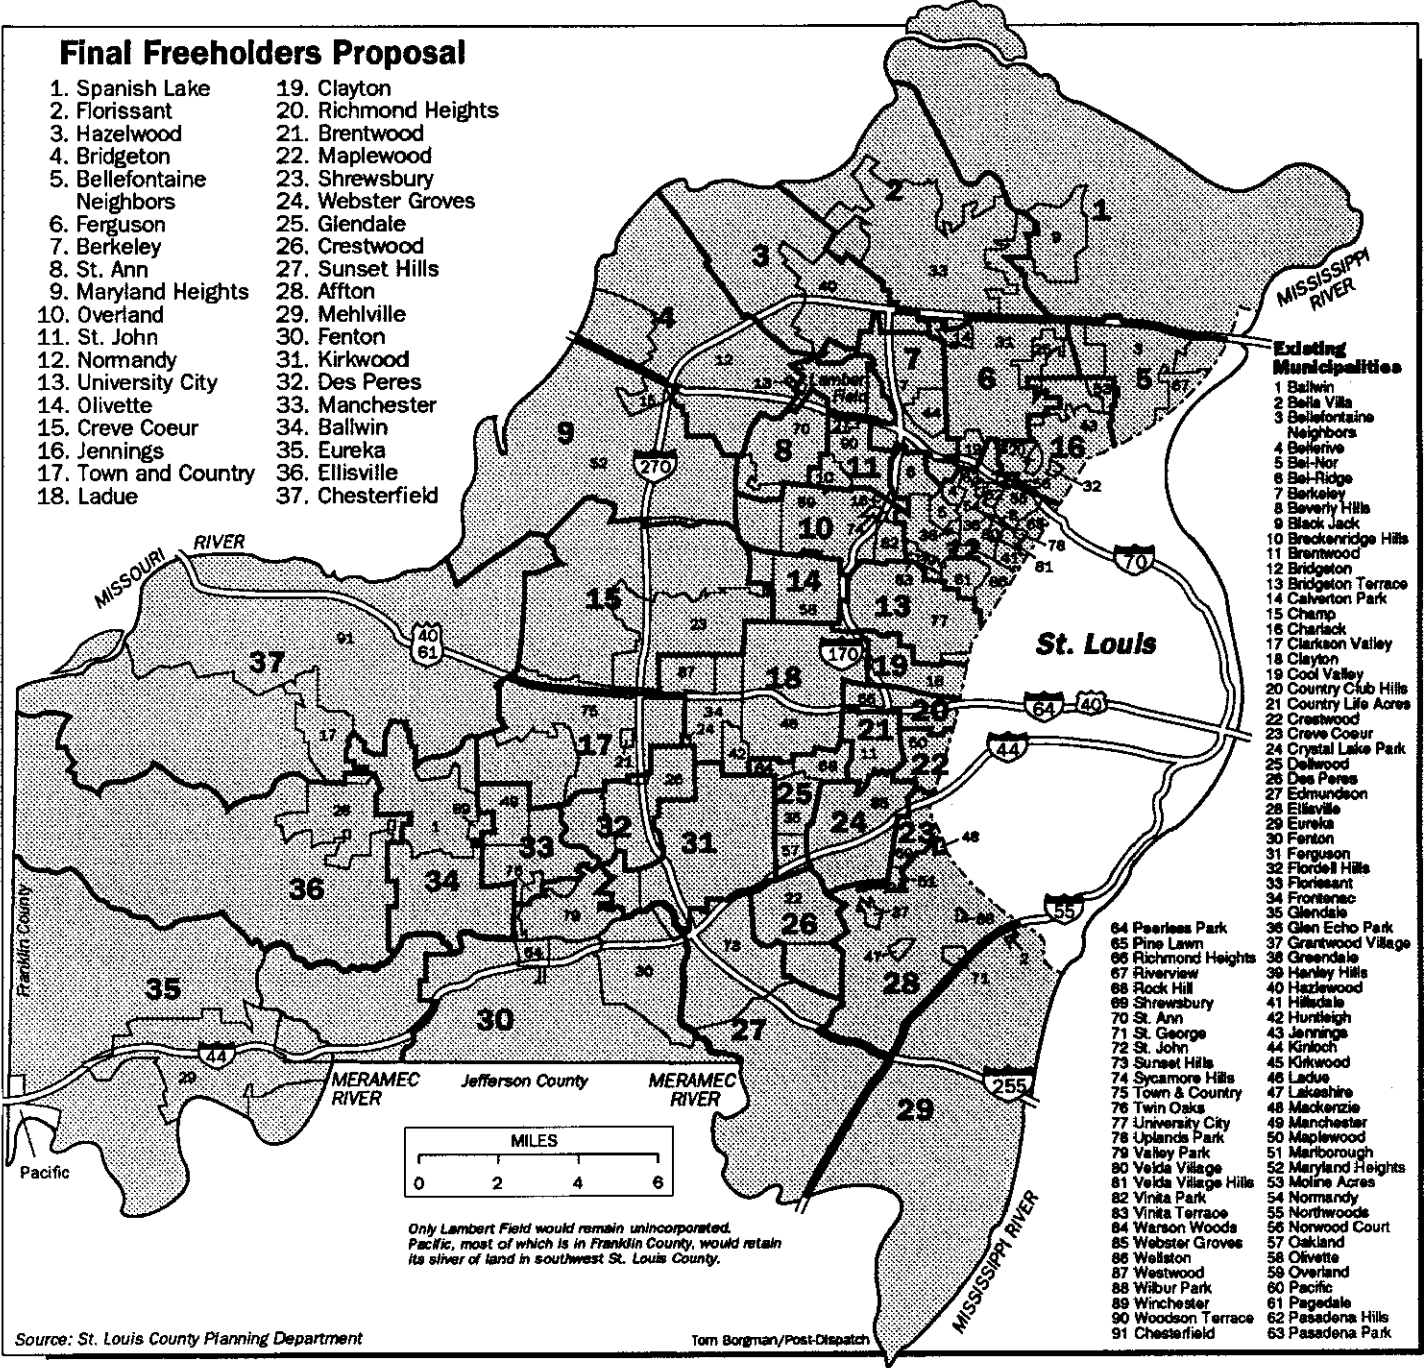 Final Freeholders Proposal
1. Spanish Lake
2. Florissant
3. Hazelwood
4. Bridgeton
5. Bellefontaine
Neighbors
6. Ferguson
7. Berkeley
8. St. Ann
9. Maryland Heights
10. Overland
11. St. John
12. Normandy
13. University City
14. Olivette
15. Creve Coeur
16. Jennings
17. Town and Country
18. Ladue
19. Clayton
20. Richmond Heights
21. Brentwood
22. Maplewood
23. Shrewsbury
24. Webster Groves
25. Glendale
26. Crestwood
27. Sunset Hills
28. Affton
29. Mehlville
30. Fenton
31. Kirkwood
32. Des Peres
33. Manchester
34. Ballwin
35. Eureka
36. Ellisville
37. Chesterfield
MISSISSIPPI
RIVER
MISSOURI RIVER
Lambert
Field
St. Louis
270
170
70
64
40
44
55
255
40
61
44
Franklin County
Pacific
MERAMEC
RIVER
Jefferson County
MERAMEC
RIVER
MISSISSIPPI RIVER
MILES
0 2 4 6
Only Lambert Field would remain unincorporated.
Pacific, most of which is in Franklin County, would retain
its sliver of land in southwest St. Louis County.
Source: St. Louis County Planning Department
Tom Borgman/Post-Dispatch
Existing
Municipalities
1 Ballwin
2 Bella Villa
3 Bellefontaine
Neighbors
4 Bellerive
5 Bel-Nor
6 Bel-Ridge
7 Berkeley
8 Beverly Hills
9 Black Jack
10 Breckenridge Hills
11 Brentwood
12 Bridgeton
13 Bridgeton Terrace
14 Calverton Park
15 Champ
16 Charlack
17 Clarkson Valley
18 Clayton
19 Cool Valley
20 Country Club Hills
21 Country Life Acres
22 Crestwood
23 Creve Coeur
24 Crystal Lake Park
25 Dellwood
26 Des Peres
27 Edmundson
28 Ellisville
29 Eureka
30 Fenton
31 Ferguson
32 Flordell Hills
33 Florissant
34 Frontenac
35 Glendale
36 Glen Echo Park
37 Grantwood Village
38 Greendale
39 Hanley Hills
40 Hazlewood
41 Hillsdale
42 Huntleigh
43 Jennings
44 Kinloch
45 Kirkwood
46 Ladue
47 Lakeshire
48 Mackenzie
49 Manchester
50 Maplewood
51 Marlborough
52 Maryland Heights
53 Moline Acres
54 Normandy
55 Northwoods
56 Norwood Court
57 Oakland
58 Olivette
59 Overland
60 Pacific
61 Pagedale
62 Pasadena Hills
63 Pasadena Park
64 Peerless Park
65 Pine Lawn
66 Richmond Heights
67 Riverview
68 Rock Hill
69 Shrewsbury
70 St. Ann
71 St. George
72 St. John
73 Sunset Hills
74 Sycamore Hills
75 Town & Country
76 Twin Oaks
77 University City
78 Uplands Park
79 Valley Park
80 Velda Village
81 Velda Village Hills
82 Vinita Park
83 Vinita Terrace
84 Warson Woods
85 Webster Groves
86 Wellston
87 Westwood
88 Wilbur Park
89 Winchester
90 Woodson Terrace
91 Chesterfield